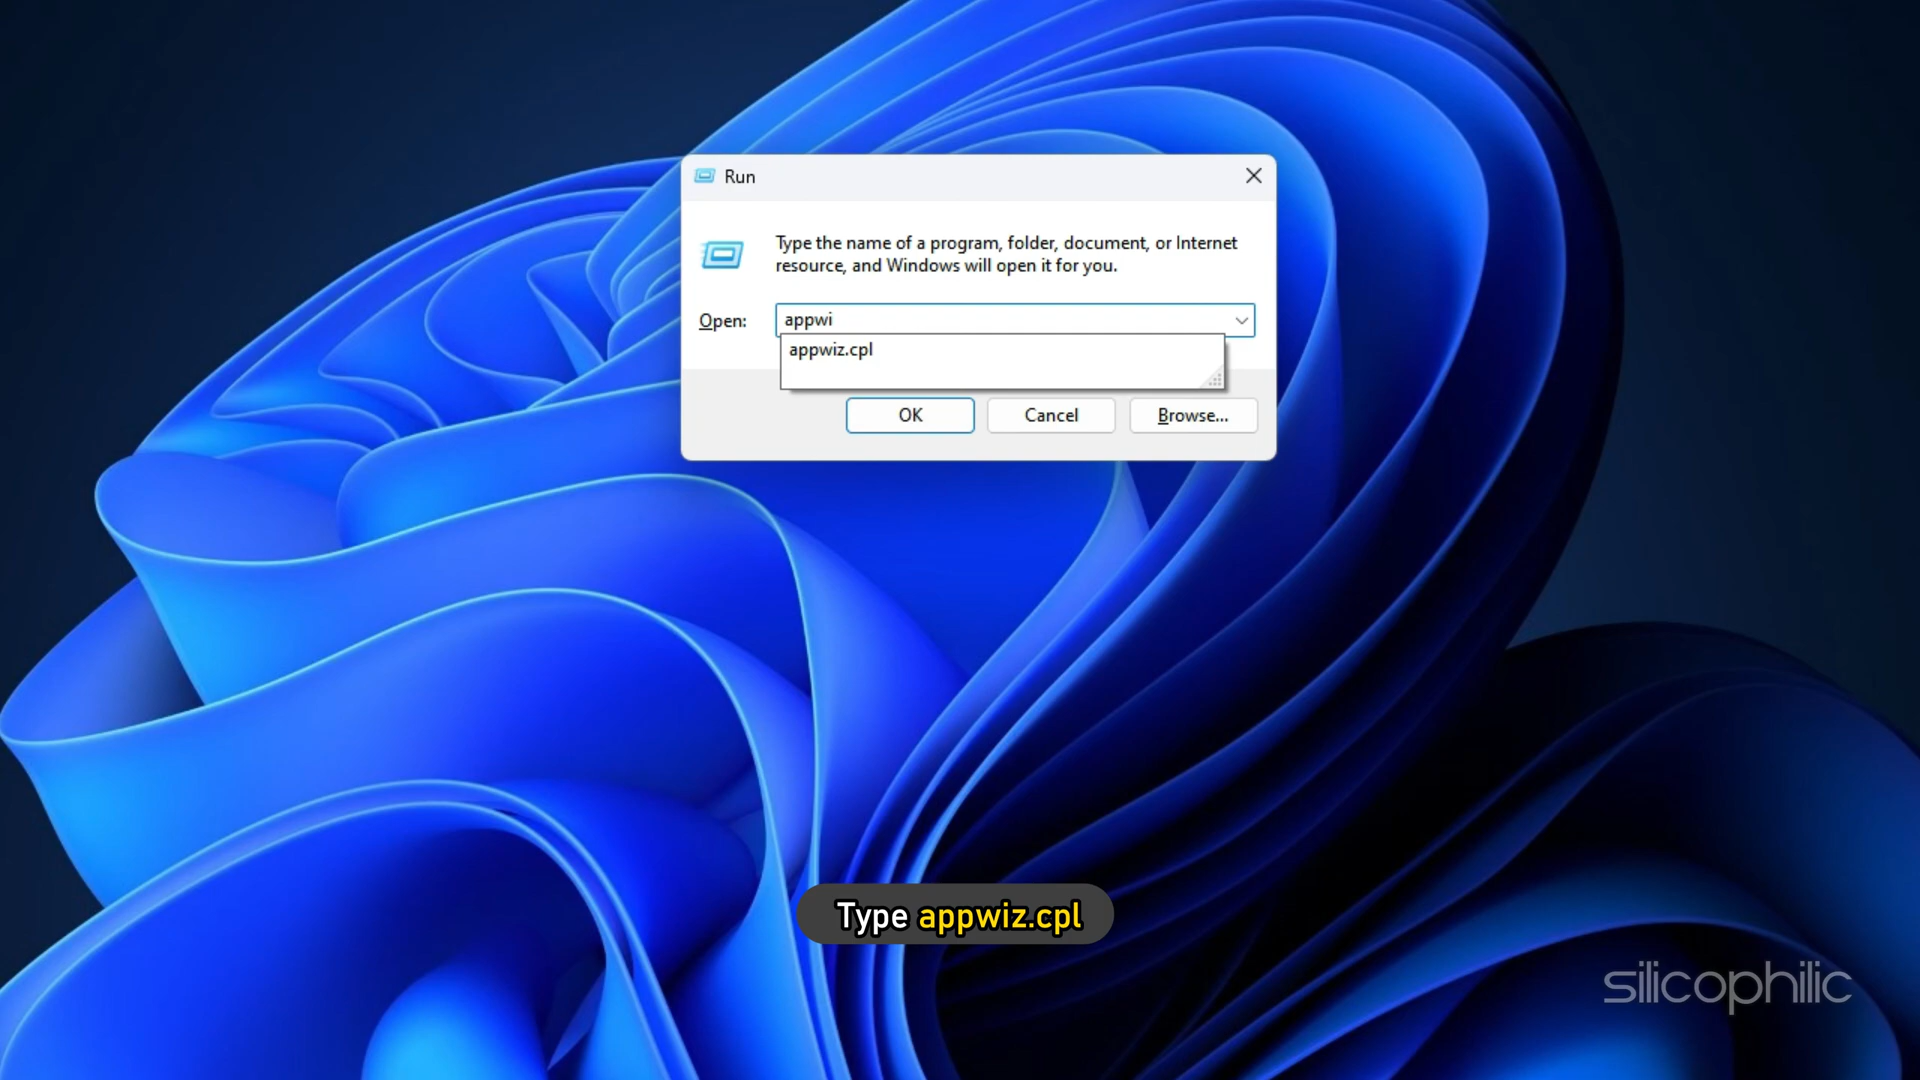 Run
Type the name of a program, folder, document, or Internet
resource, and Windows will open it for you.
Open:
appwi
appwiz.cpl
OK
Cancel
Browse...
Type appwiz.cpl
silicophilic